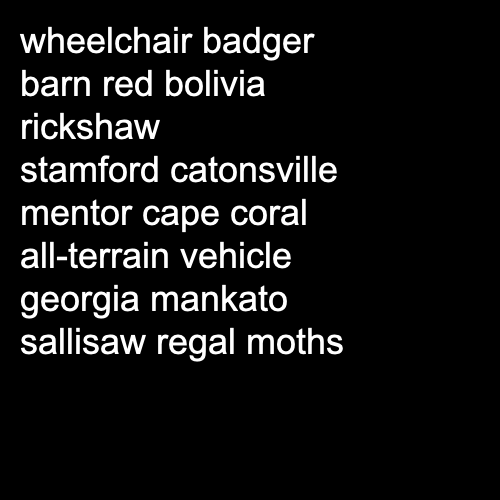 wheelchair badger
barn red bolivia
rickshaw
stamford catonsville
mentor cape coral
all-terrain vehicle
georgia mankato
sallisaw regal moths